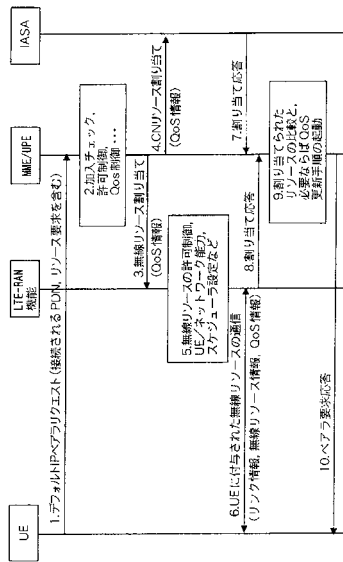 UE
LTE-RAN
機能
MME/UPE
IASA
1.デフォルトIPベアラリクエスト(接続されるPDN,リソース要求を含む)
2.加入チェック,
許可制御,
QoS制御・・・
3.無線リソース割り当て
(QoS情報)
4.CNリソース割り当て
(QoS情報)
5.無線リソースの許可制御,
UE/ネットワーク能力,
スケジューラ設定など
6.UEに付与された無線リソースの通信
(リンク情報,無線リソース情報,QoS情報)
7.割り当て応答
8.割り当て応答
9.割り当てられた
リソースの比較と,
必要ならばQoS
更新手順の起動
10.ベアラ要求応答